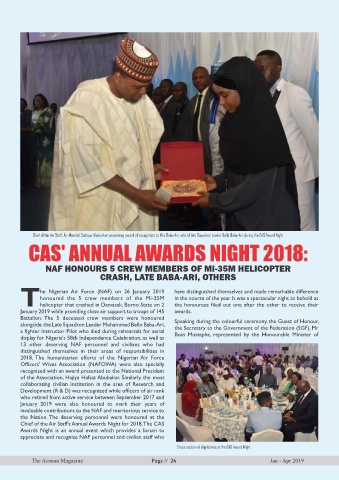 Chief of the Air Staff, Air Marshal Sadique Abubakar presenting award of recognition to Mrs Baba-Ari, wife of late Squadron Leader Bello Baba-Ari during the CAS Award Night
CAS' ANNUAL AWARDS NIGHT 2018:
NAF HONOURS 5 CREW MEMBERS OF MI-35M HELICOPTER
CRASH, LATE BABA-ARI, OTHERS
The Nigerian Air Force (NAF) on 26 January 2019
honoured the 5 crew members of the MI-35M
helicopter that crashed in Damasak, Borno State on 2
January 2019 while providing close air support to troops of 145
Battalion. The 5 deceased crew members were honoured
alongside, the Late Squadron Leader Mohammed Bello Baba-Ari,
a fighter Instructor Pilot who died during rehearsals for aerial
display for Nigeria's 58th Independence Celebration, as well as
13 other deserving NAF personnel and civilians who had
distinguished themselves in their areas of responsibilities in
2018. The humanitarian efforts of the Nigerian Air Force
Officers' Wives Association (NAFOWA) were also specially
recognized with an award presented to the National President
of the Association, Hajiya Hafsat Abubakar. Similarly, the most
collaborating civilian institution in the area of Research and
Development (R & D) was recognized while officers of air rank
who retired from active service between September 2017 and
January 2019 were also honoured to mark their years of
invaluable contributions to the NAF and meritorious service to
the Nation. The deserving personnel were honoured at the
Chief of the Air Staff's Annual Awards Night for 2018. The CAS
Awards Night is an annual event which provides a forum to
appreciate and recognize NAF personnel and civilian staff who
have distinguished themselves and made remarkable difference
in the course of the year. It was a spectacular night to behold as
the honourees filed out one after the other to receive their
awards.
Speaking during the colourful ceremony, the Guest of Honour,
the Secretary to the Government of the Federation (SGF), Mr
Boss Mustapha, represented by the Honourable Minister of
Cross section of dignitaries at the CAS Award Night
The Airman Magazine
Page // 26
Jan - Apr 2019